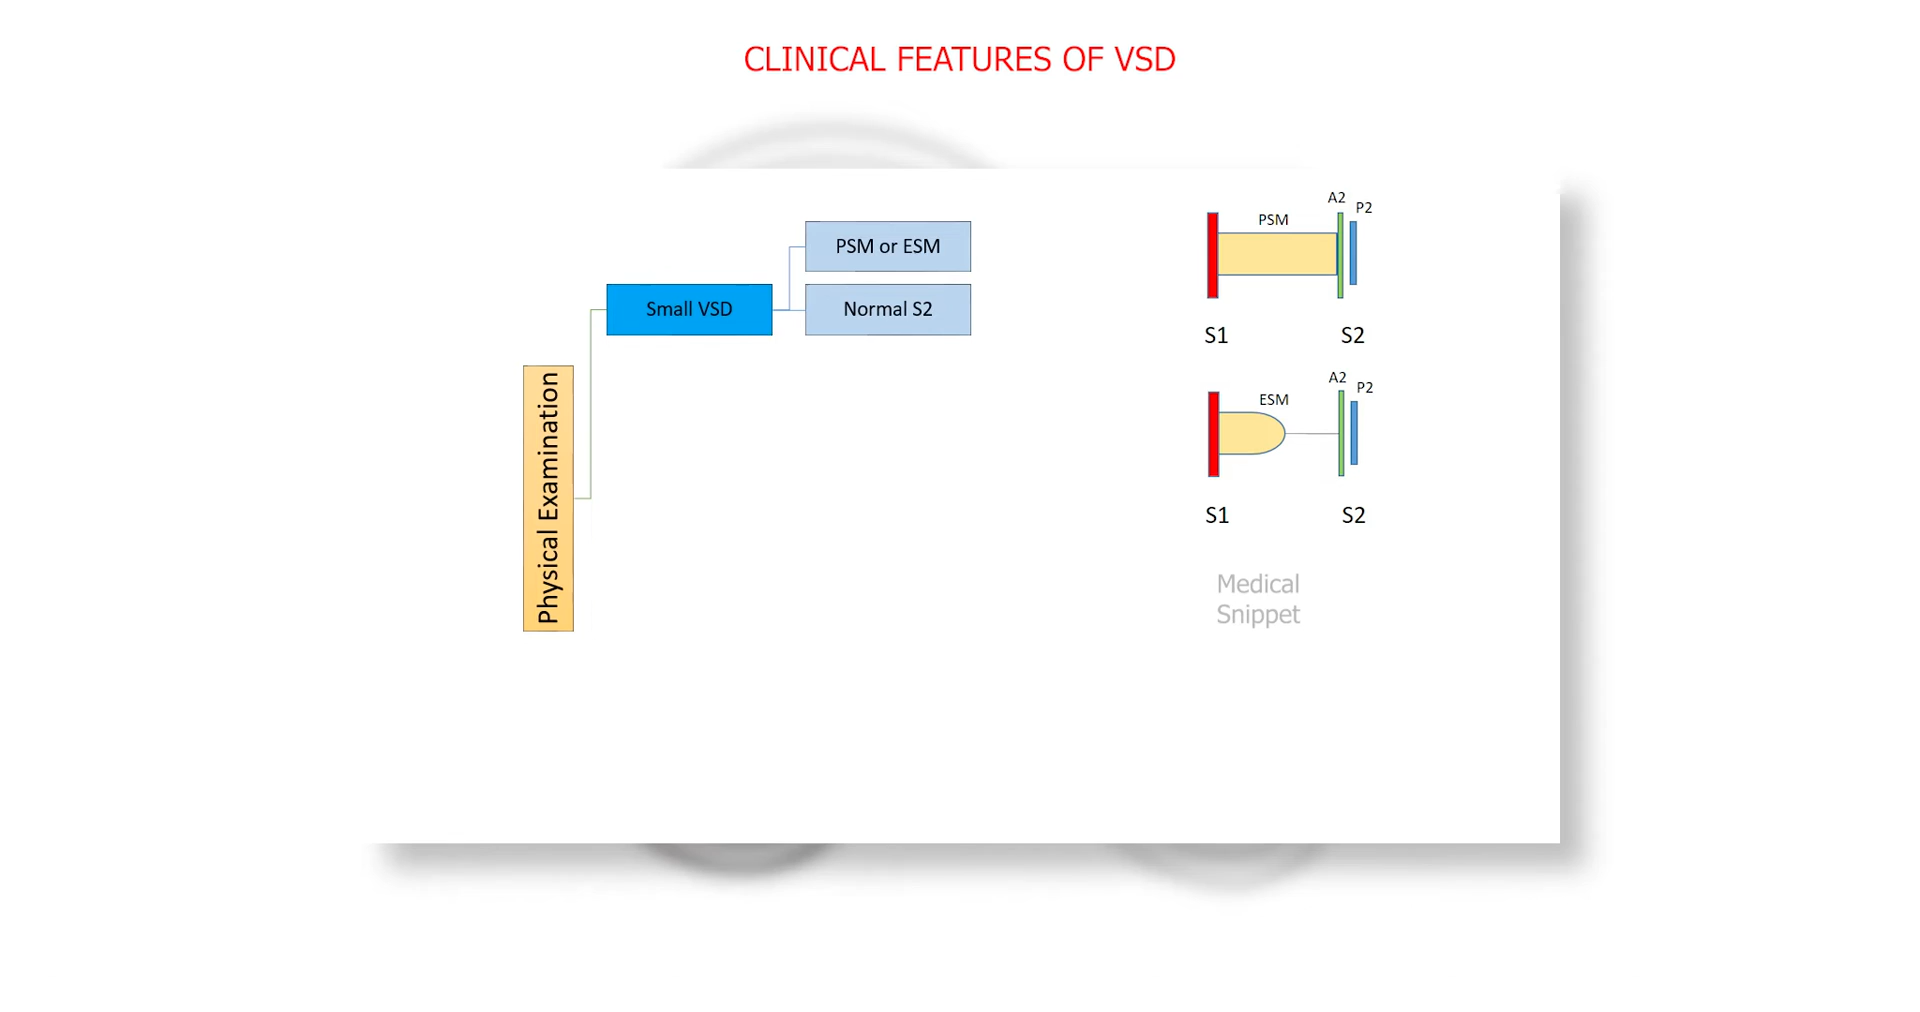 CLINICAL FEATURES OF VSD
PSM or ESM
Small VSD
Normal S2
Physical Examination
A2
P2
PSM
S1
S2
A2
P2
ESM
S1
S2
Medical
Snippet